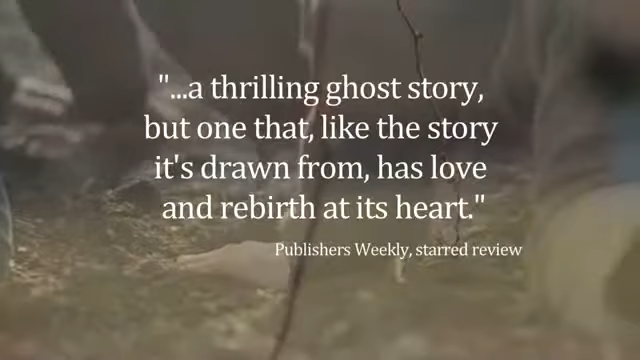 "...a thrilling ghost story,
but one that, like the story
it's drawn from, has love
and rebirth at its heart."
Publishers Weekly, starred review